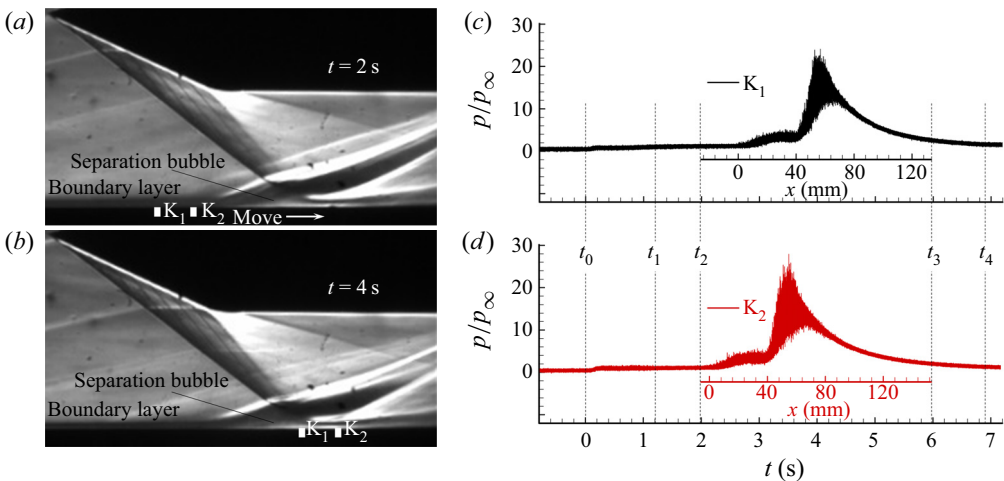 (a)
t = 2 s
Separation bubble
Boundary layer
K1 K2 Move
(b)
t = 4 s
Separation bubble
Boundary layer
K1 K2
(c)
30
20
10
0
p/p∞
K1
0 40 80 120
x (mm)
t0 t1 t2 t3 t4
(d)
30
20
10
0
p/p∞
K2
0 40 80 120
x (mm)
0 1 2 3 4 5 6 7
t (s)